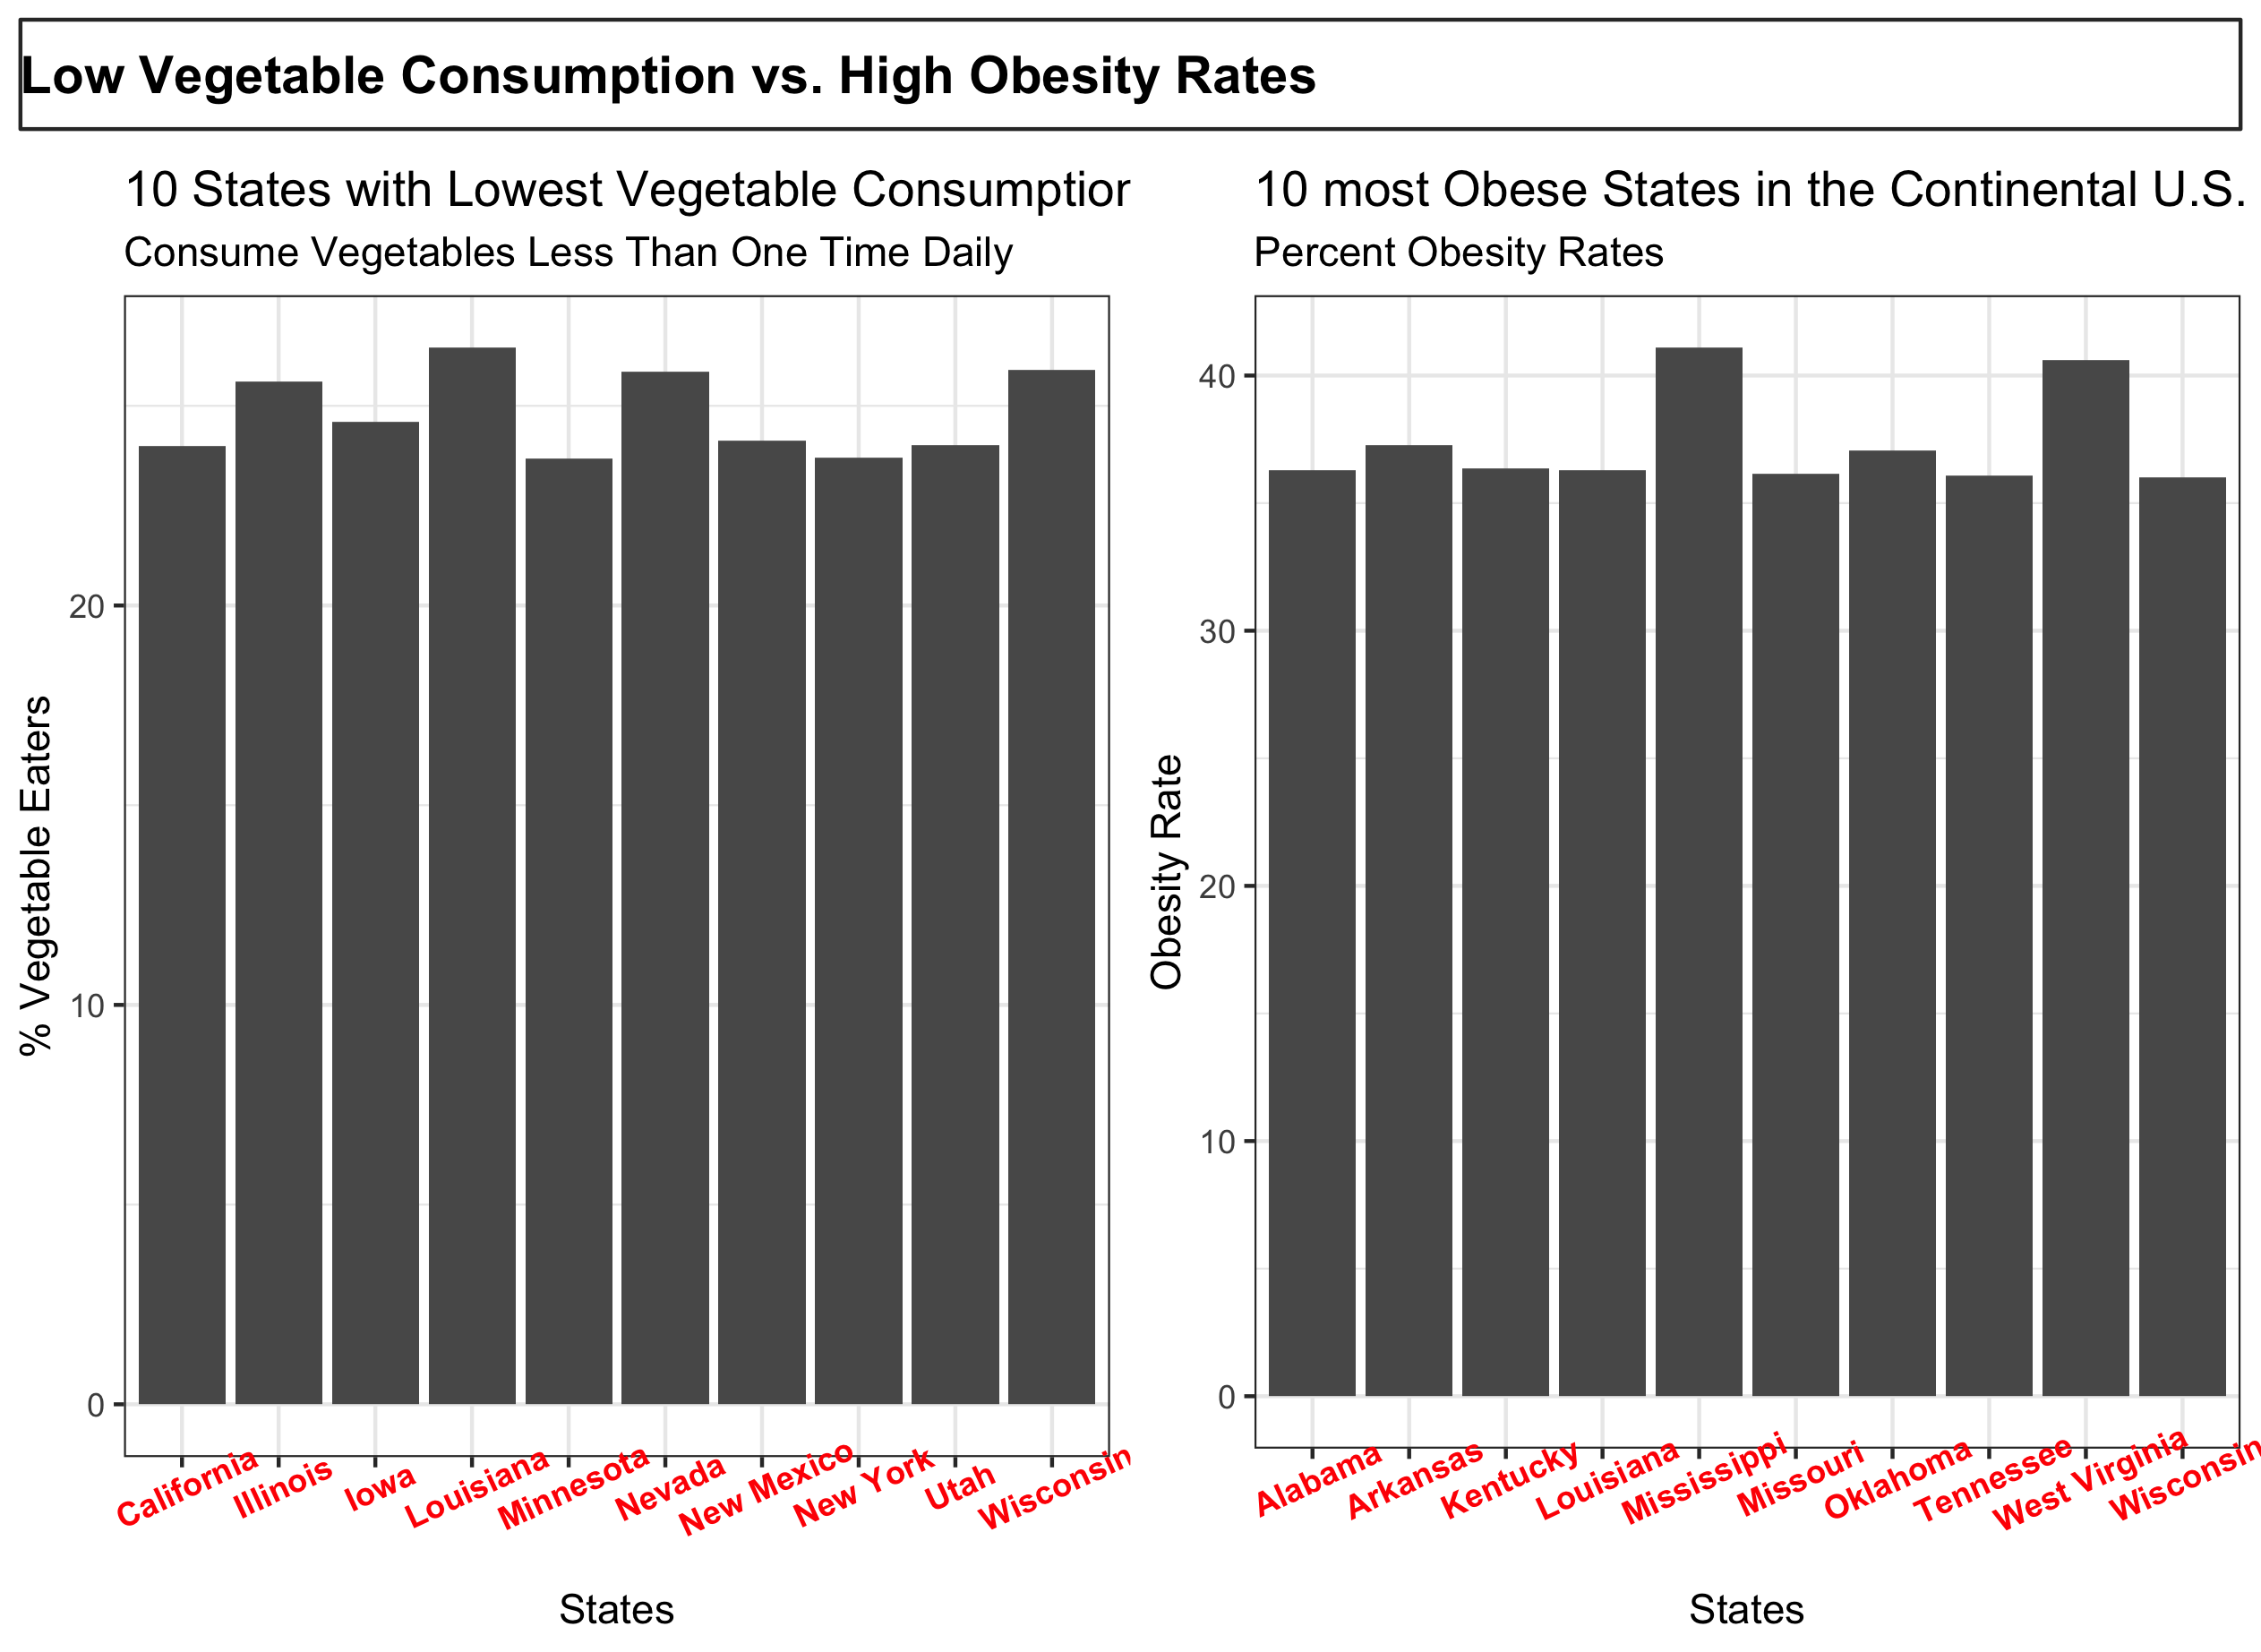 Low Vegetable Consumption vs. High Obesity Rates
10 States with Lowest Vegetable Consumption
Consume Vegetables Less Than One Time Daily
% Vegetable Eaters
20
10
0
California
Illinois
Iowa
Louisiana
Minnesota
Nevada
New Mexico
New York
Utah
Wisconsin
States
10 most Obese States in the Continental U.S.
Percent Obesity Rates
Obesity Rate
40
30
20
10
0
Alabama
Arkansas
Kentucky
Louisiana
Mississippi
Missouri
Oklahoma
Tennessee
West Virginia
Wisconsin
States